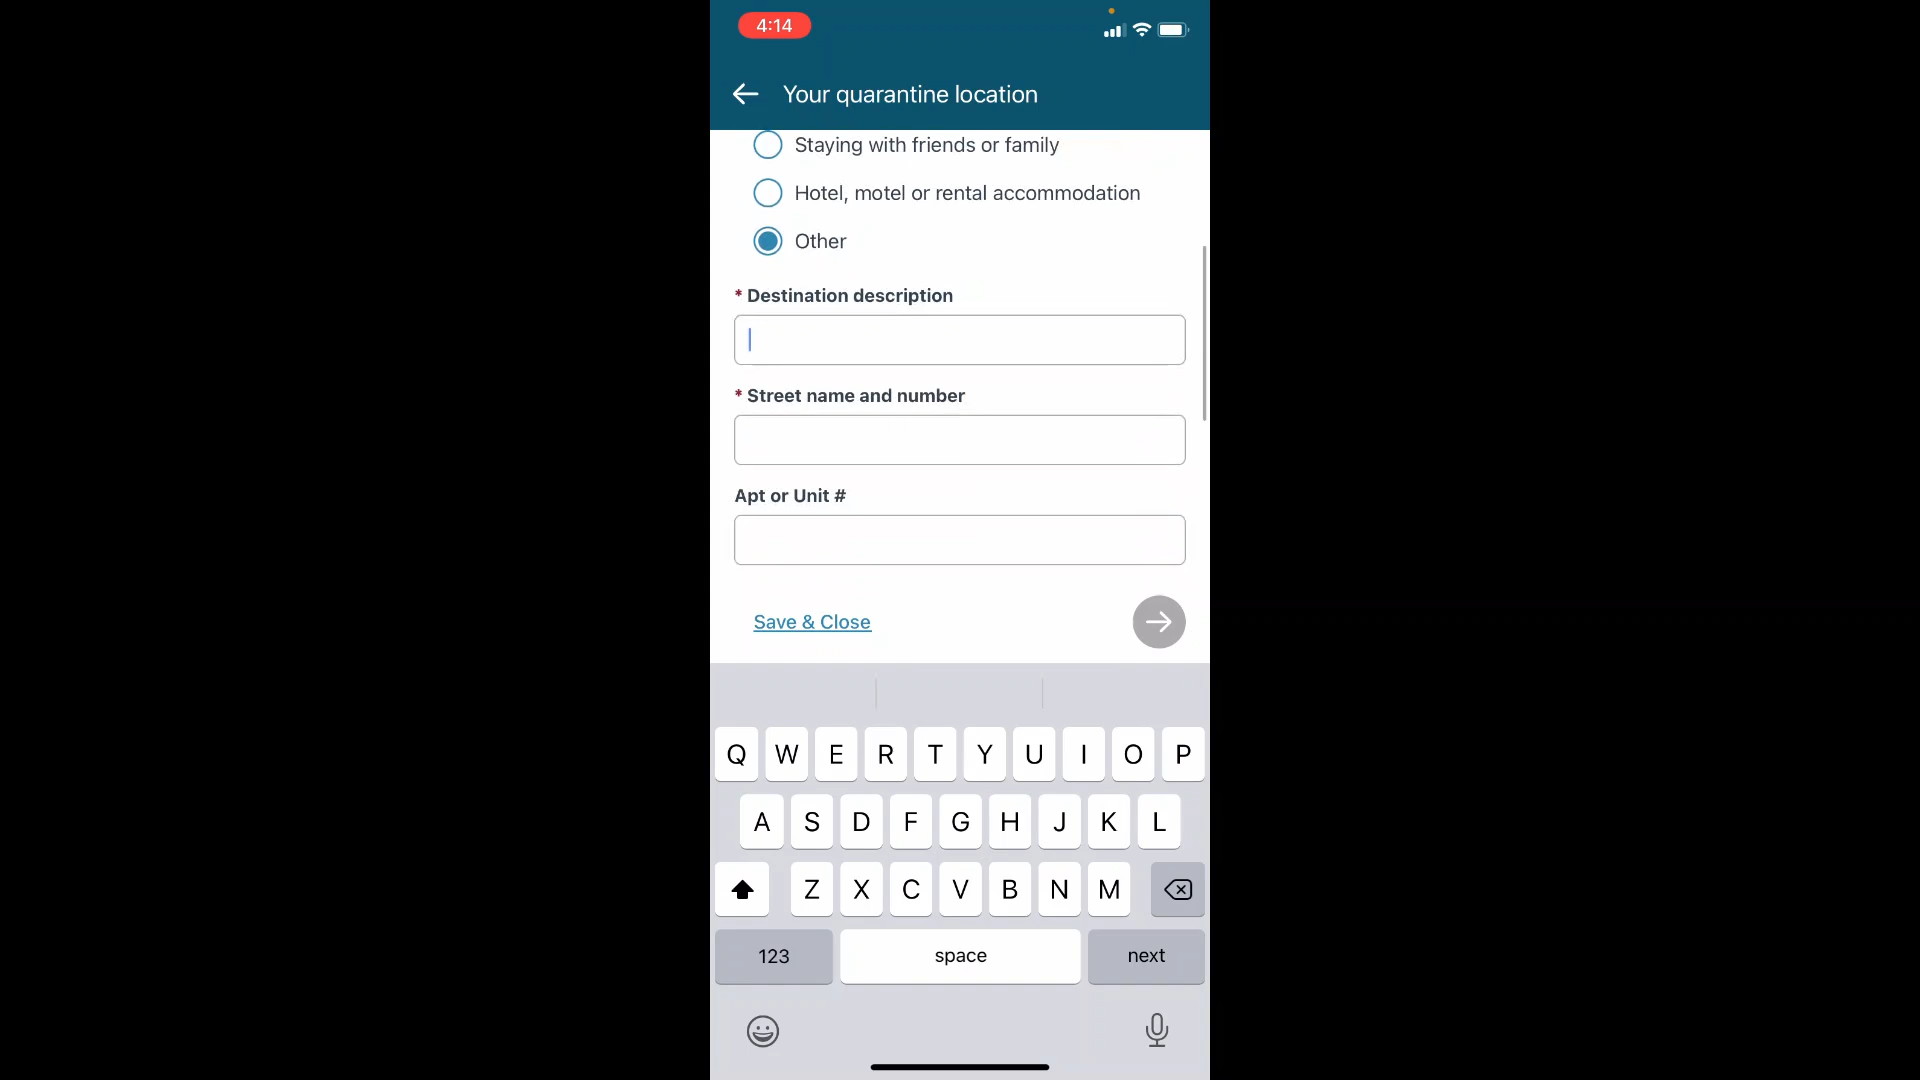 4:14
Your quarantine location
Staying with friends or family
Hotel, motel or rental accommodation
Other
* Destination description
* Street name and number
Apt or Unit #
Save & Close
Q W E R T Y U I O P
A S D F G H J K L
Z X C V B N M
123 space next